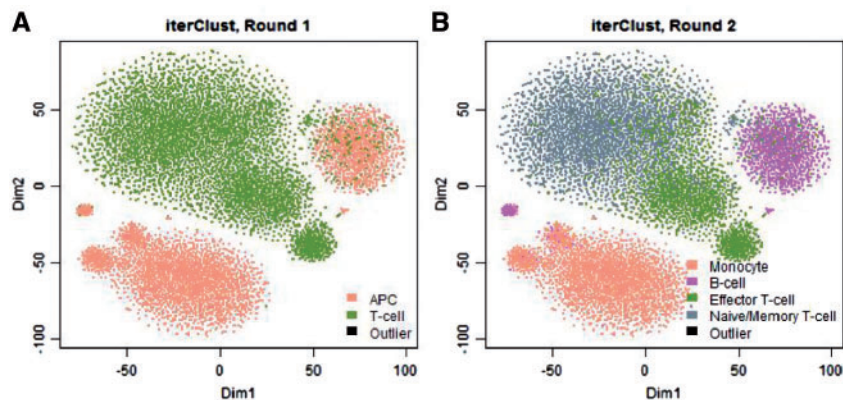 A
iterClust, Round 1
Dim2
50
0
-50
-100
APC
T-cell
Outlier
-50
0
50
100
Dim1
B
iterClust, Round 2
Dim2
50
0
-50
-100
Monocyte
B-cell
Effector T-cell
Naive/Memory T-cell
Outlier
-50
0
50
100
Dim1